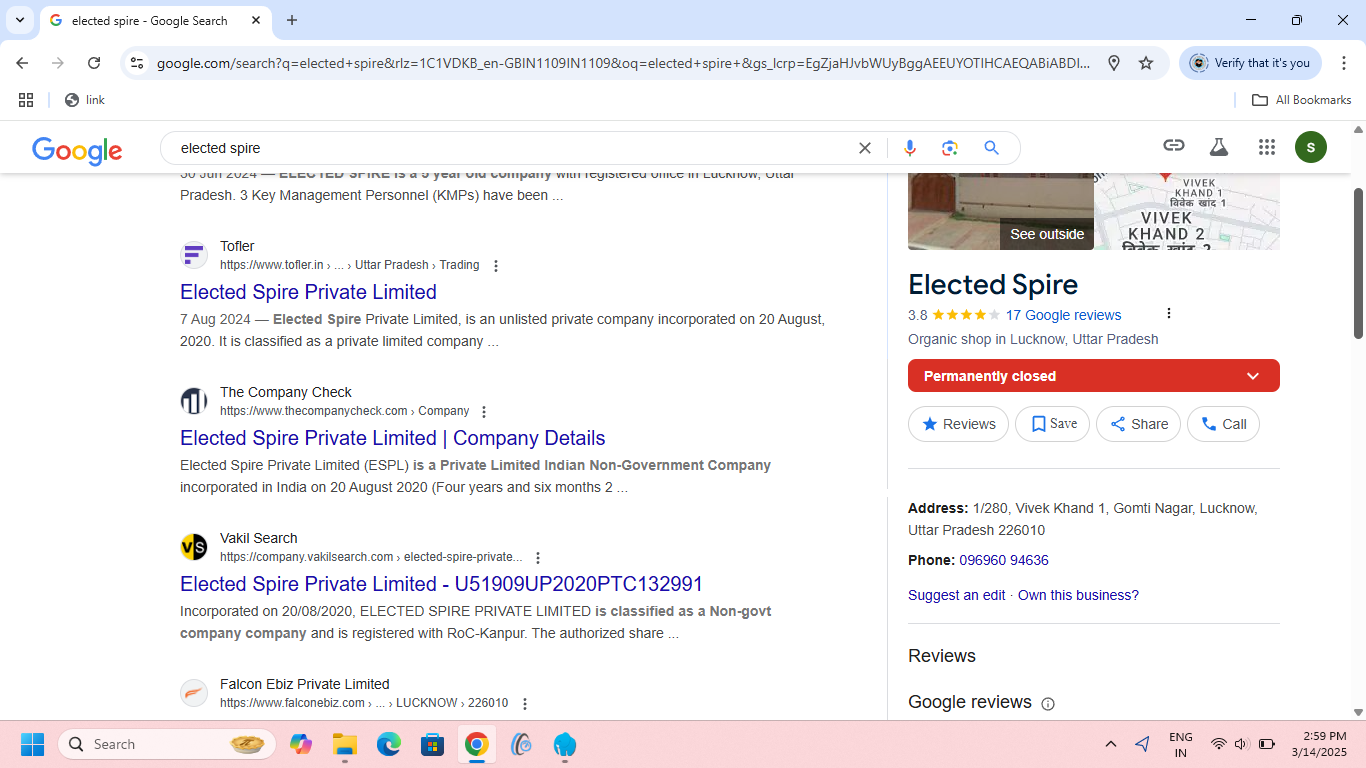 elected spire - Google Search
google.com/search?q=elected+spire&rlz=1C1VDKB_en-GBIN1109IN1109&oq=elected+spire+&gs_lcrp=EgZjaHJvbWUyBggAEEUYOTIHCAEQABiABDI...
Verify that it's you
link
All Bookmarks
Google
elected spire
S
30 Jun 2024 — ELECTED SPIRE is a 5 year old company with registered office in Lucknow, Uttar
Pradesh. 3 Key Management Personnel (KMPs) have been ...
Tofler
https://www.tofler.in › ... › Uttar Pradesh › Trading
Elected Spire Private Limited
7 Aug 2024 — Elected Spire Private Limited, is an unlisted private company incorporated on 20 August,
2020. It is classified as a private limited company ...
The Company Check
https://www.thecompanycheck.com › Company
Elected Spire Private Limited | Company Details
Elected Spire Private Limited (ESPL) is a Private Limited Indian Non-Government Company
incorporated in India on 20 August 2020 (Four years and six months 2 ...
VS
Vakil Search
https://company.vakilsearch.com › elected-spire-private...
Elected Spire Private Limited - U51909UP2020PTC132991
Incorporated on 20/08/2020, ELECTED SPIRE PRIVATE LIMITED is classified as a Non-govt
company company and is registered with RoC-Kanpur. The authorized share ...
Falcon Ebiz Private Limited
https://www.falconebiz.com › ... › LUCKNOW › 226010
See outside
VIVEK
KHAND 1
विवेक खांड 1
VIVEK
KHAND 2
विवेक खांड 2
Elected Spire
3.8 17 Google reviews
Organic shop in Lucknow, Uttar Pradesh
Permanently closed
Reviews
Save
Share
Call
Address: 1/280, Vivek Khand 1, Gomti Nagar, Lucknow,
Uttar Pradesh 226010
Phone: 096960 94636
Suggest an edit · Own this business?
Reviews
Google reviews
Search
ENG
IN
2:59 PM
3/14/2025